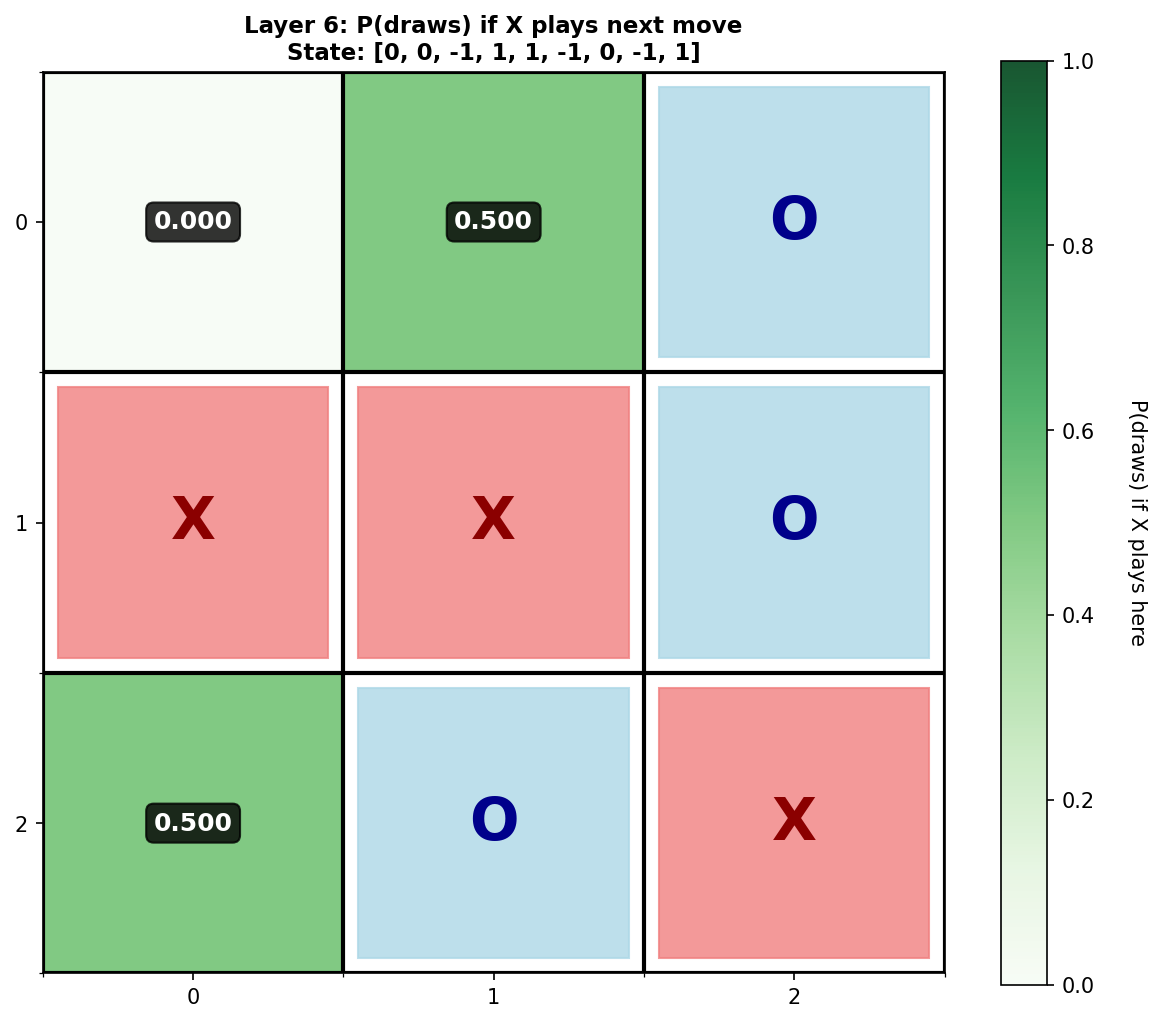 Layer 6: P(draws) if X plays next move
State: [0, 0, -1, 1, 1, -1, 0, -1, 1]
0
0.000
0.500
O
1
X
X
O
2
0.500
O
X
0
1
2
1.0
0.8
0.6
0.4
0.2
0.0
P(draws) if X plays here